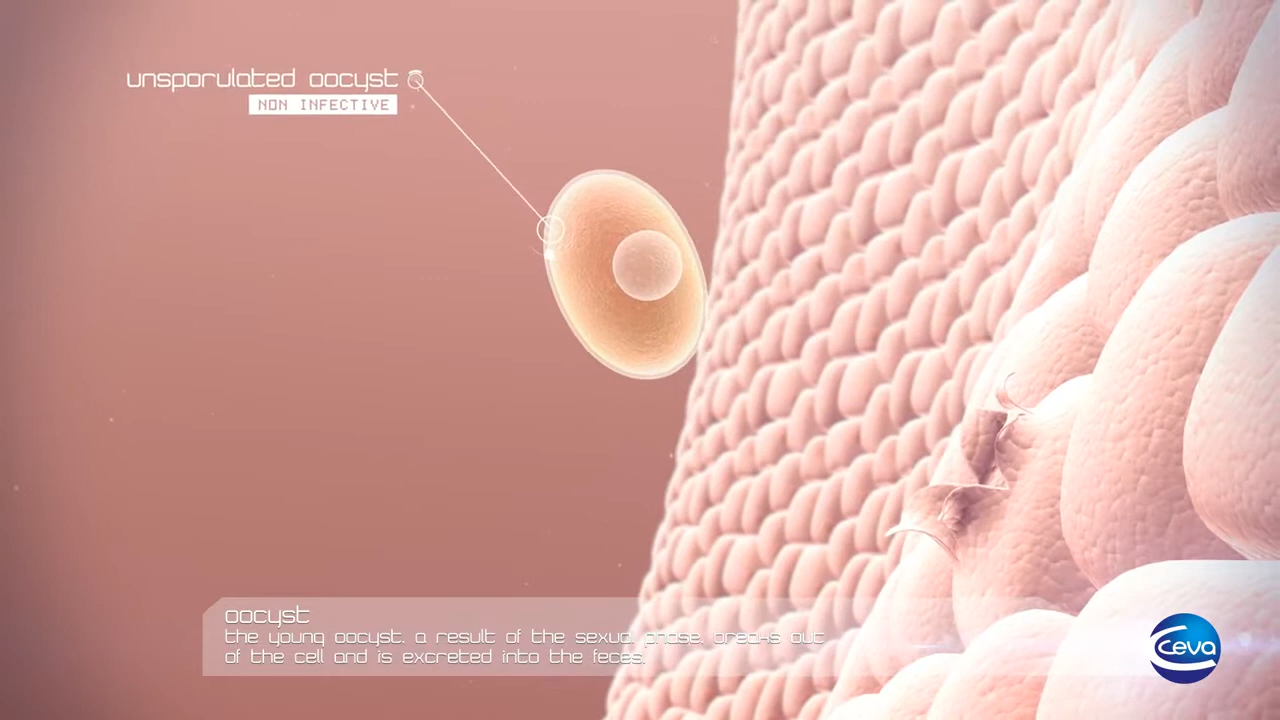 unsporulated oocyst
NON INFECTIVE
oocyst
the young oocyst, a result of the sexual phase, breaks out
of the cell and is excreted into the feces.
Ceva